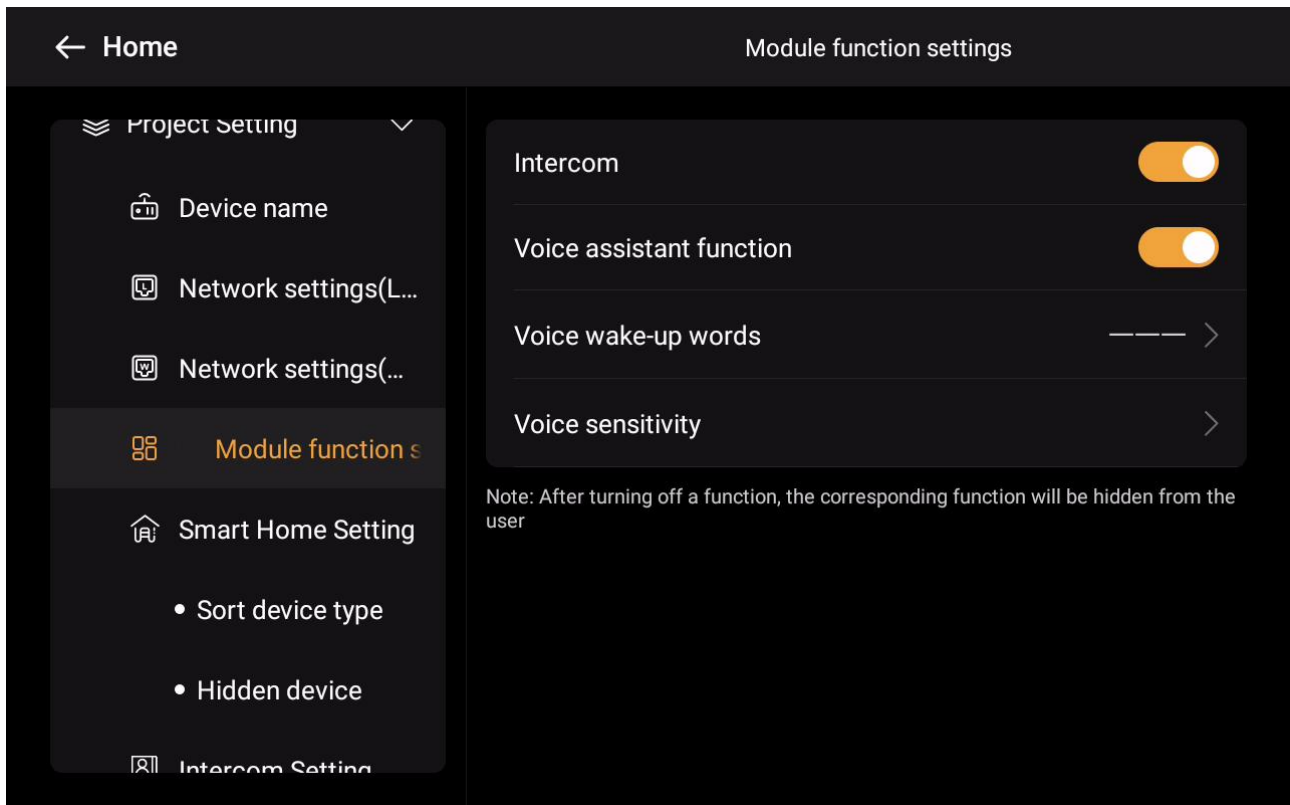 Home
Module function settings
Project Setting
Device name
Network settings(L...
Network settings(...
Module function s
Smart Home Setting
• Sort device type
• Hidden device
Intercom Setting
Intercom
Voice assistant function
Voice wake-up words ———
Voice sensitivity
Note: After turning off a function, the corresponding function will be hidden from the
user